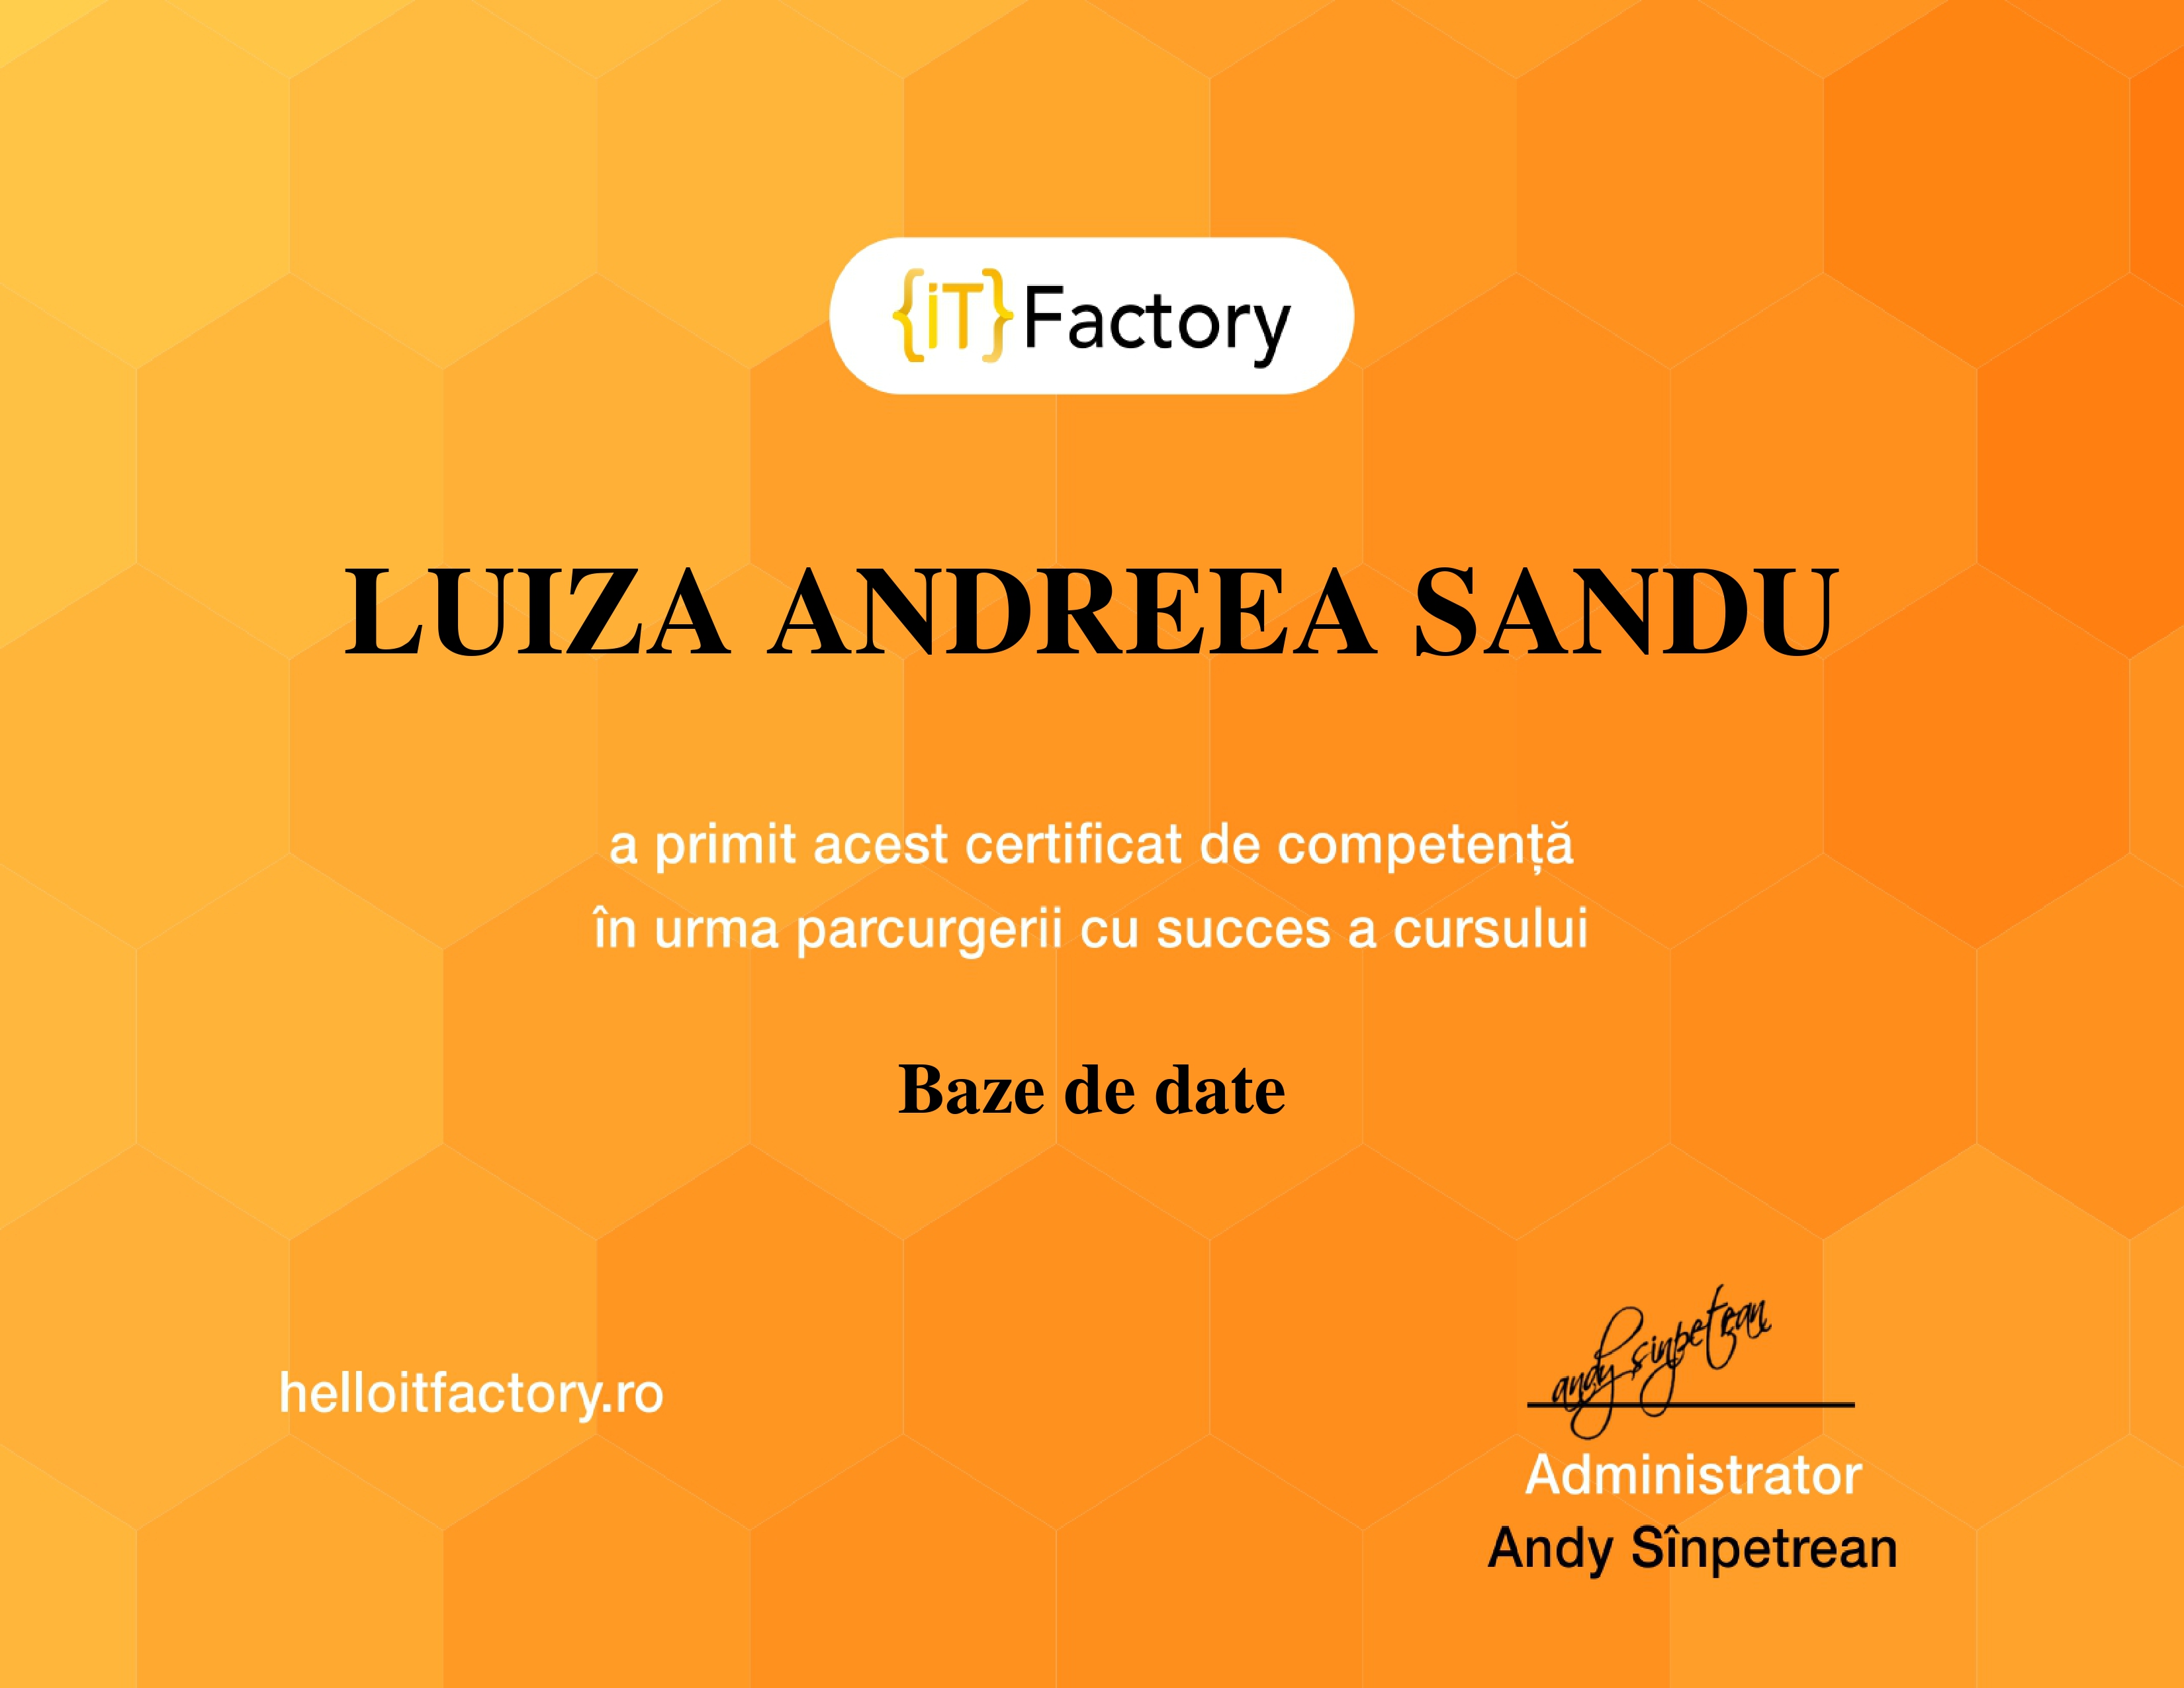 {iT} Factory
LUIZA ANDREEA SANDU
a primit acest certificat de competență
în urma parcurgerii cu succes a cursului
Baze de date
andy sinpetrean
helloitfactory.ro
Administrator
Andy Sînpetrean